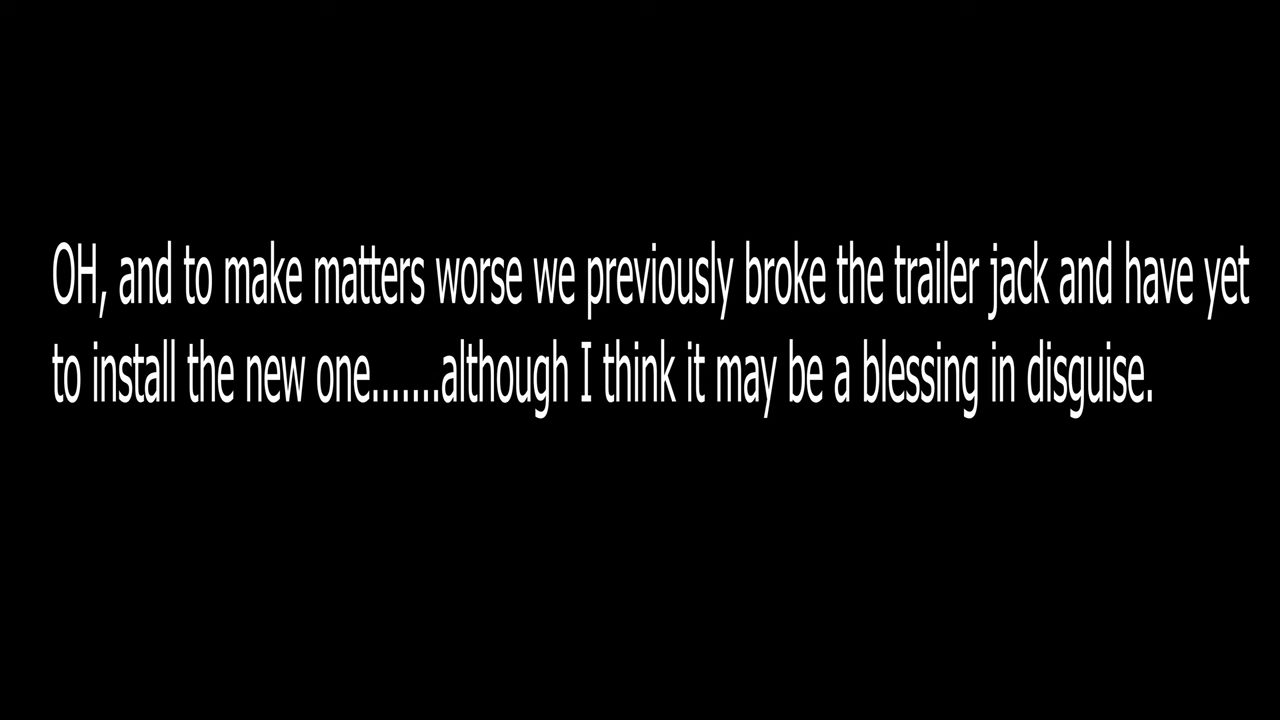 OH, and to make matters worse we previously broke the trailer jack and have yet
to install the new one.......although I think it may be a blessing in disguise.